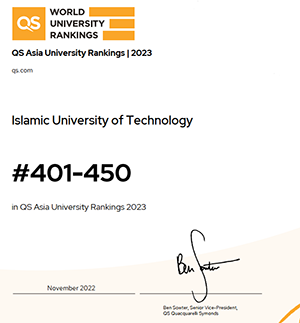 QS
WORLD
UNIVERSITY
RANKINGS
QS Asia University Rankings | 2023
qs.com
Islamic University of Technology
#401-450
in QS Asia University Rankings 2023
Ben Sowter
November 2022
Ben Sowter, Senior Vice-President,
QS Quacquarelli Symonds